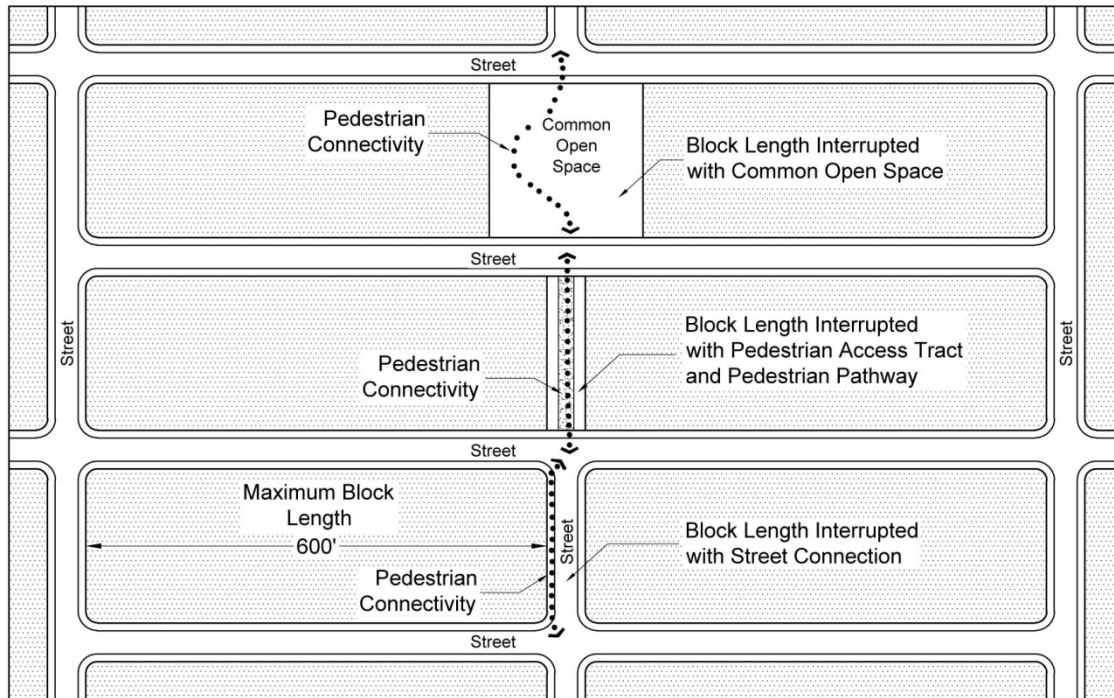 Street
Pedestrian
Connectivity
Common
Open
Space
Block Length Interrupted
with Common Open Space
Street
Street
Street
Pedestrian
Connectivity
Block Length Interrupted
with Pedestrian Access Tract
and Pedestrian Pathway
Street
Maximum Block
Length
600'
Street
Pedestrian
Connectivity
Block Length Interrupted
with Street Connection
Street